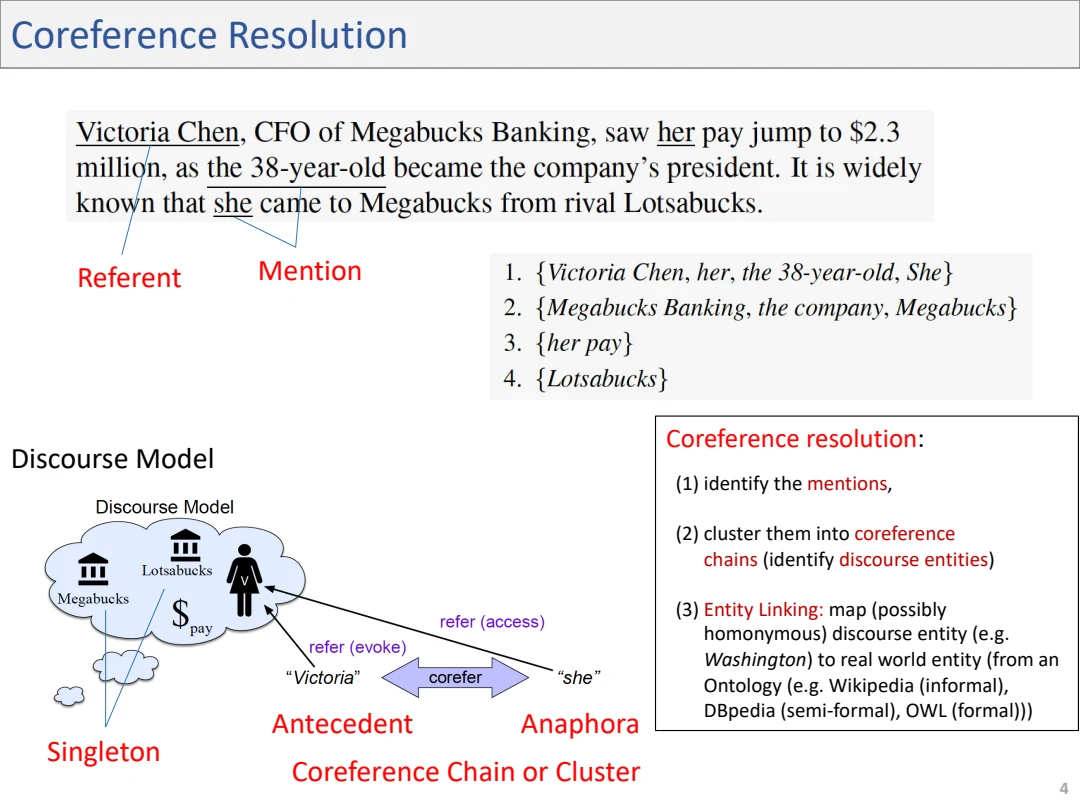 Coreference Resolution
Victoria Chen, CFO of Megabucks Banking, saw her pay jump to $2.3
million, as the 38-year-old became the company's president. It is widely
known that she came to Megabucks from rival Lotsabucks.
Referent
Mention
1. {Victoria Chen, her, the 38-year-old, She}
2. {Megabucks Banking, the company, Megabucks}
3. {her pay}
4. {Lotsabucks}
Discourse Model
Discourse Model
Lotsabucks
Megabucks
V
$
pay
refer (access)
refer (evoke)
"Victoria"
corefer
"she"
Antecedent
Anaphora
Singleton
Coreference Chain or Cluster
Coreference resolution:
(1) identify the mentions,
(2) cluster them into coreference
chains (identify discourse entities)
(3) Entity Linking: map (possibly
homonymous) discourse entity (e.g.
Washington) to real world entity (from an
Ontology (e.g. Wikipedia (informal),
DBpedia (semi-formal), OWL (formal)))
4